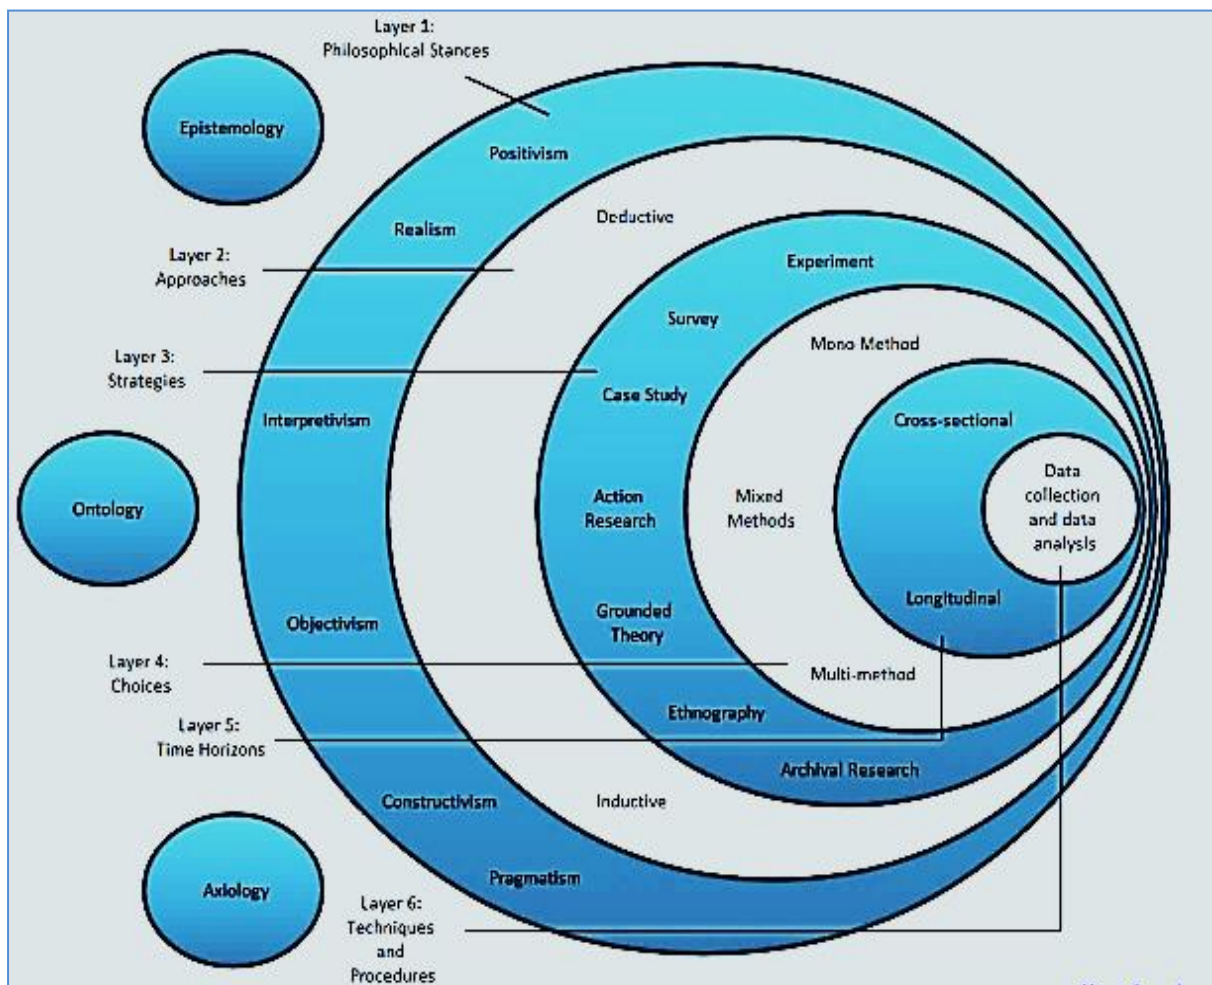 Layer 1:
Philosophical Stances
Epistemology
Positivism
Realism
Deductive
Layer 2:
Approaches
Experiment
Survey
Mono Method
Layer 3:
Strategies
Case Study
Interpretivism
Cross-sectional
Data
collection
and data
analysis
Ontology
Action
Research
Mixed
Methods
Longitudinal
Grounded
Theory
Objectivism
Layer 4:
Choices
Multi-method
Ethnography
Layer 5:
Time Horizons
Archival Research
Constructivism
Inductive
Axiology
Pragmatism
Layer 6:
Techniques
and
Procedures